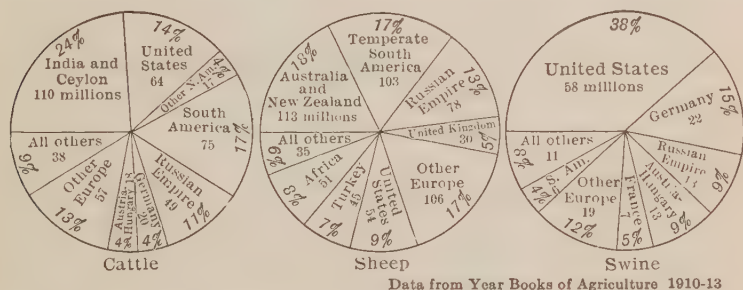 24%
India and
Ceylon
110 millions
14%
United
States
64
4%
Other N. Am.
17
South
America
75
17%
Russian
Empire
49
11%
Germany
20
4%
Austria-
Hungary 18
4%
Other
Europe
57
13%
All others
38
9%
Cattle
17%
Temperate
South
America
103
13%
Russian
Empire
78
United Kingdom
30
5%
Other
Europe
106
17%
United
States
54
9%
Turkey
45
7%
Africa
51
8%
All others
35
6%
18%
Australia
and
New Zealand
113 millions
Sheep
38%
United States
58 millions
15%
Germany
22
Russian
Empire
14
9%
Austria-
Hungary
13
9%
France
7
5%
Other
Europe
19
12%
S. Am.
6
4%
All others
11
8%
Swine
Data from Year Books of Agriculture 1910-13